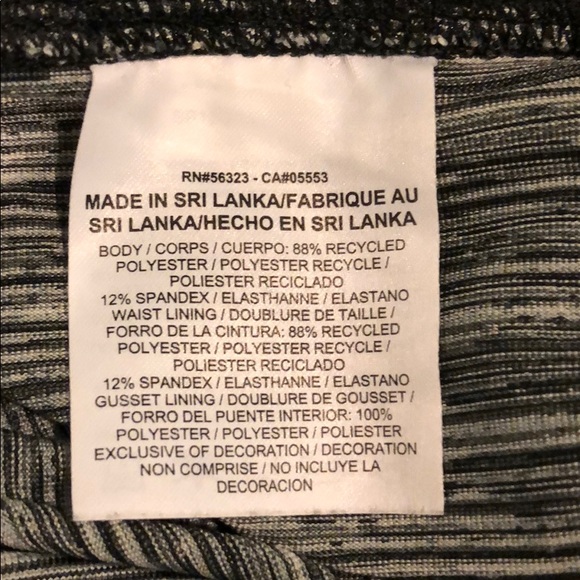 RN#56323 - CA#05553
MADE IN SRI LANKA/FABRIQUE AU
SRI LANKA/HECHO EN SRI LANKA
BODY / CORPS / CUERPO: 88% RECYCLED
POLYESTER / POLYESTER RECYCLE /
POLIESTER RECICLADO
12% SPANDEX / ELASTHANNE / ELASTANO
WAIST LINING / DOUBLURE DE TAILLE /
FORRO DE LA CINTURA: 88% RECYCLED
POLYESTER / POLYESTER RECYCLE /
POLIESTER RECICLADO
12% SPANDEX / ELASTHANNE / ELASTANO
GUSSET LINING / DOUBLURE DE GOUSSET /
FORRO DEL PUENTE INTERIOR: 100%
POLYESTER / POLYESTER / POLIESTER
EXCLUSIVE OF DECORATION / DECORATION
NON COMPRISE / NO INCLUYE LA
DECORACION